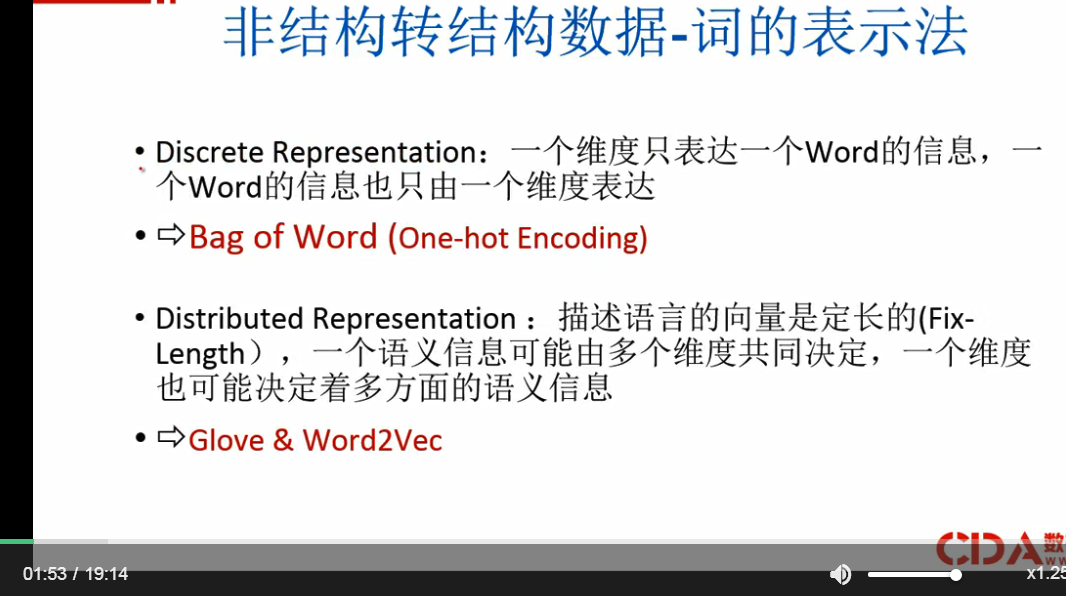 非结构转结构数据-词的表示法
• Discrete Representation：一个维度只表达一个Word的信息，一
个Word的信息也只由一个维度表达
• ⇨Bag of Word (One-hot Encoding)
• Distributed Representation ：描述语言的向量是定长的(Fix-
Length），一个语义信息可能由多个维度共同决定，一个维度
也可能决定着多方面的语义信息
• ⇨Glove & Word2Vec
CDA数
01:53 / 19:14
x1.25